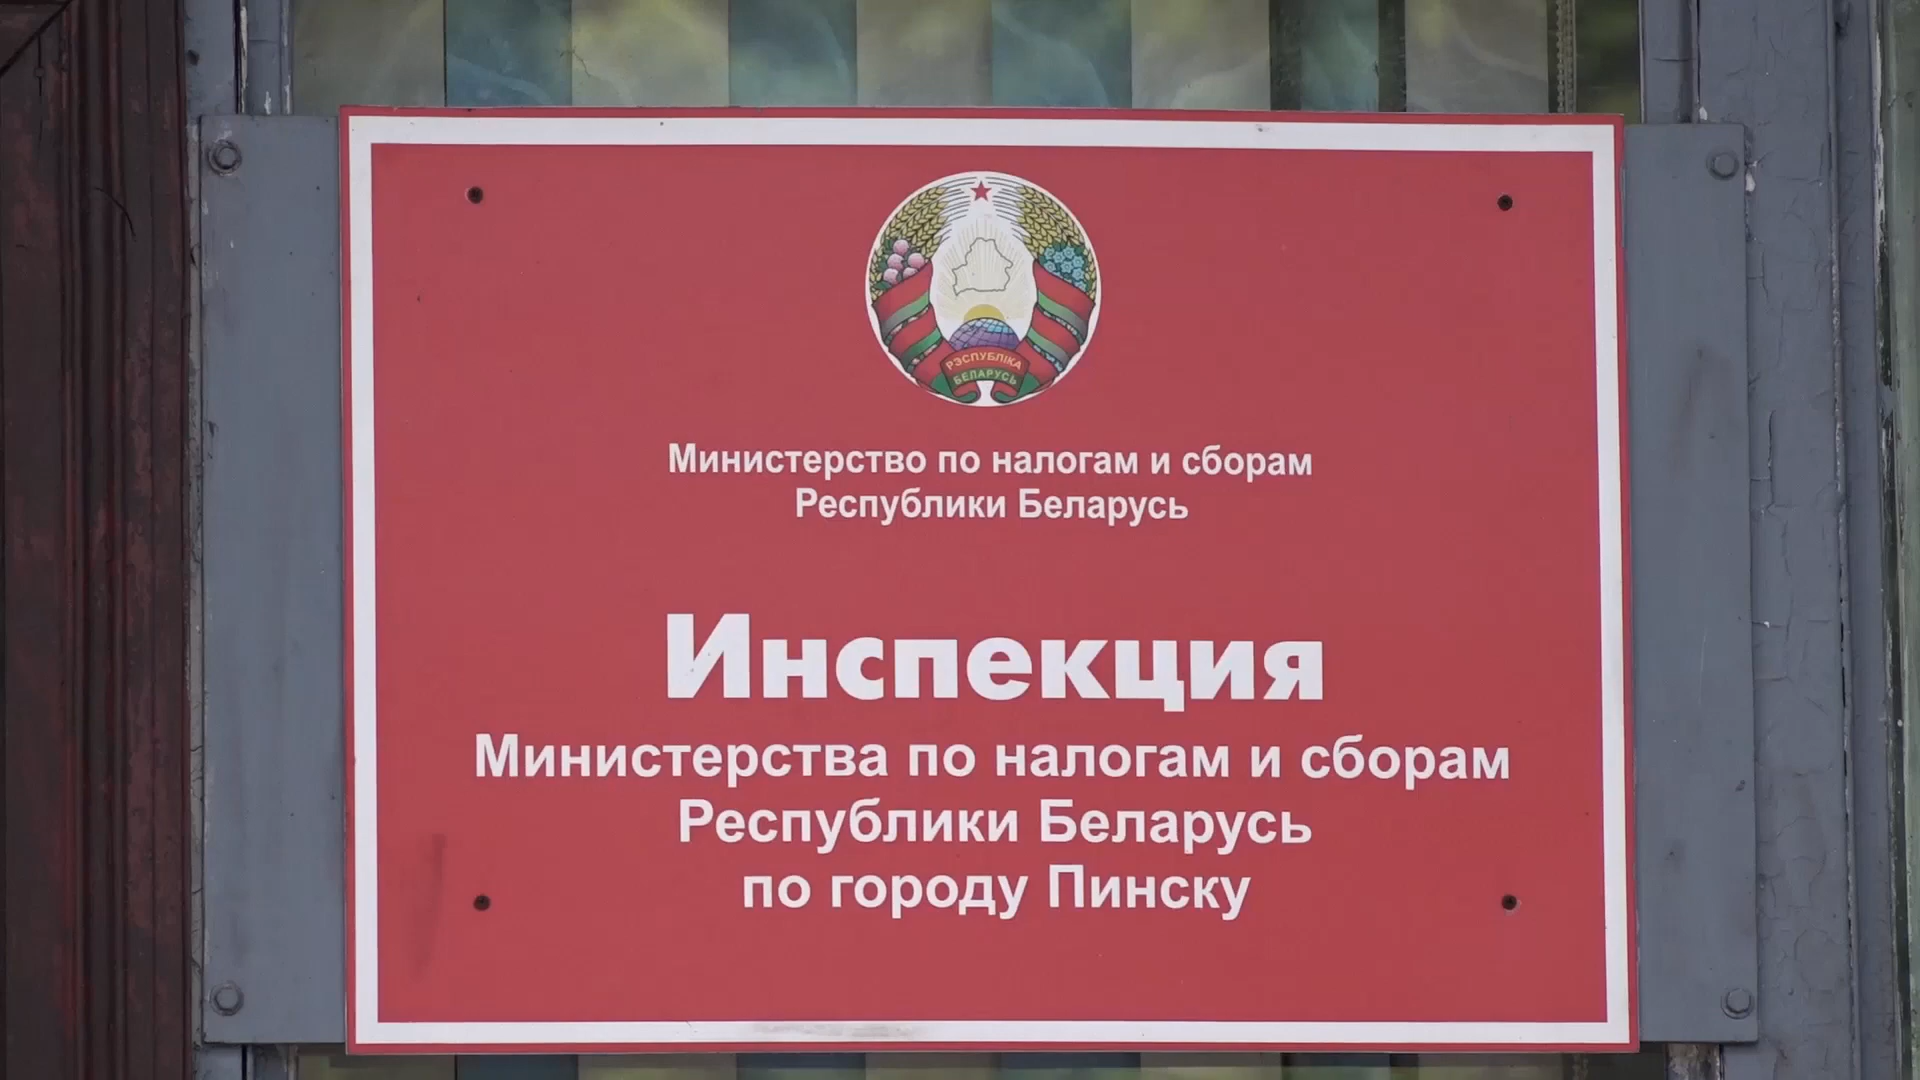 РЭСПУБЛІКА
БЕЛАРУСЬ
Министерство по налогам и сборам
Республики Беларусь
Инспекция
Министерства по налогам и сборам
Республики Беларусь
по городу Пинску